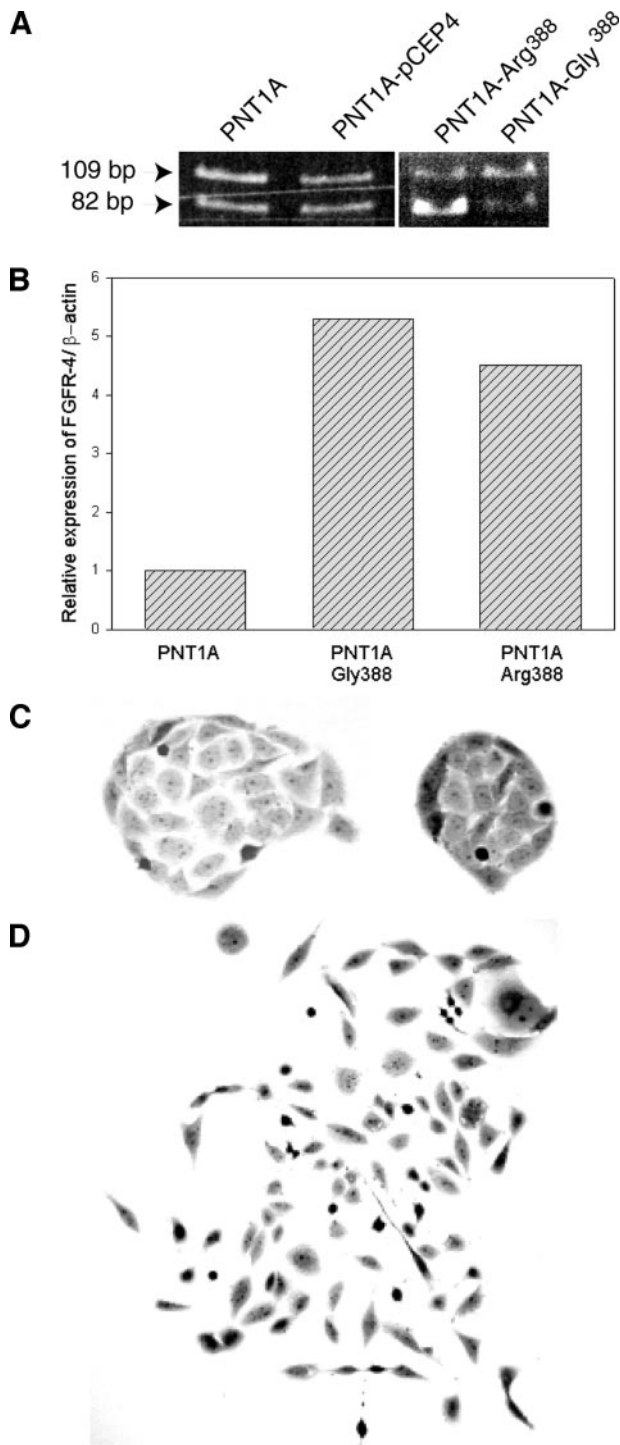 A
PNT1A
PNT1A-pCEP4
PNT1A-Arg388
PNT1A-Gly 388
109 bp
82 bp
B
Relative expression of FGFR-4/ β-actin
6
5
4
3
2
1
0
PNT1A
PNT1A
Gly388
PNT1A
Arg388
C
D